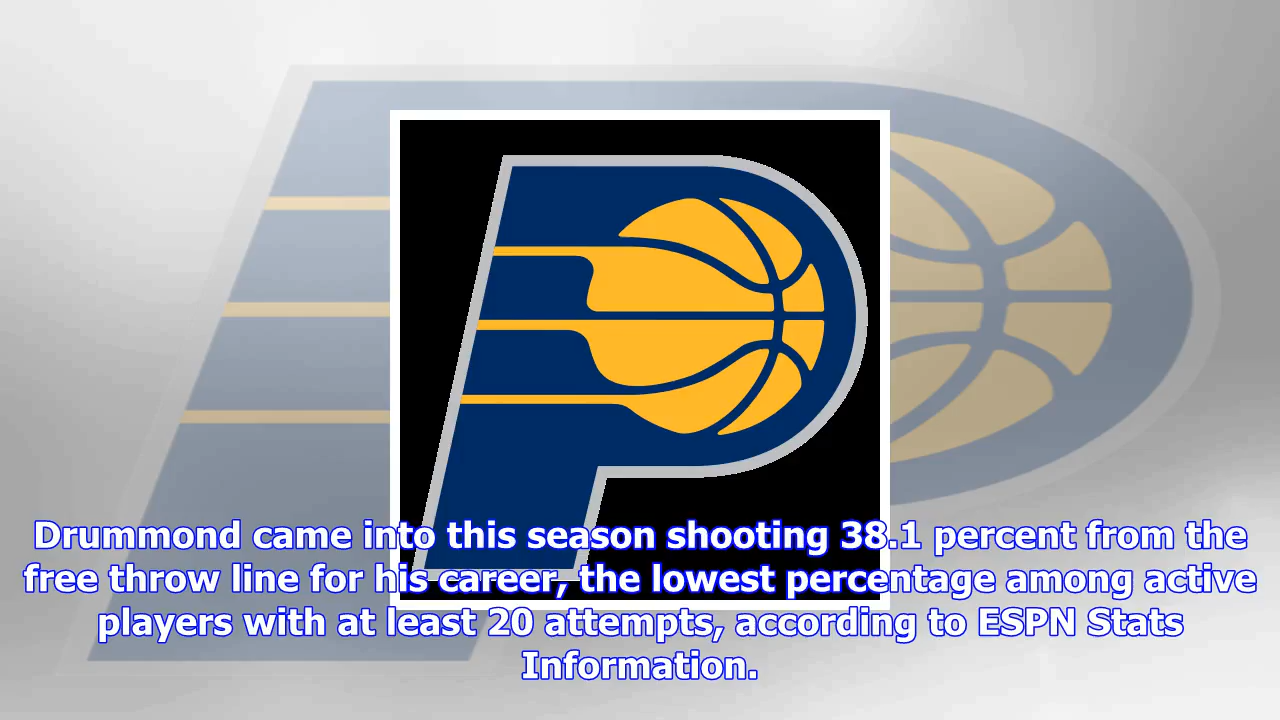 Drummond came into this season shooting 38.1 percent from the
free throw line for his career, the lowest percentage among active
players with at least 20 attempts, according to ESPN Stats
Information.